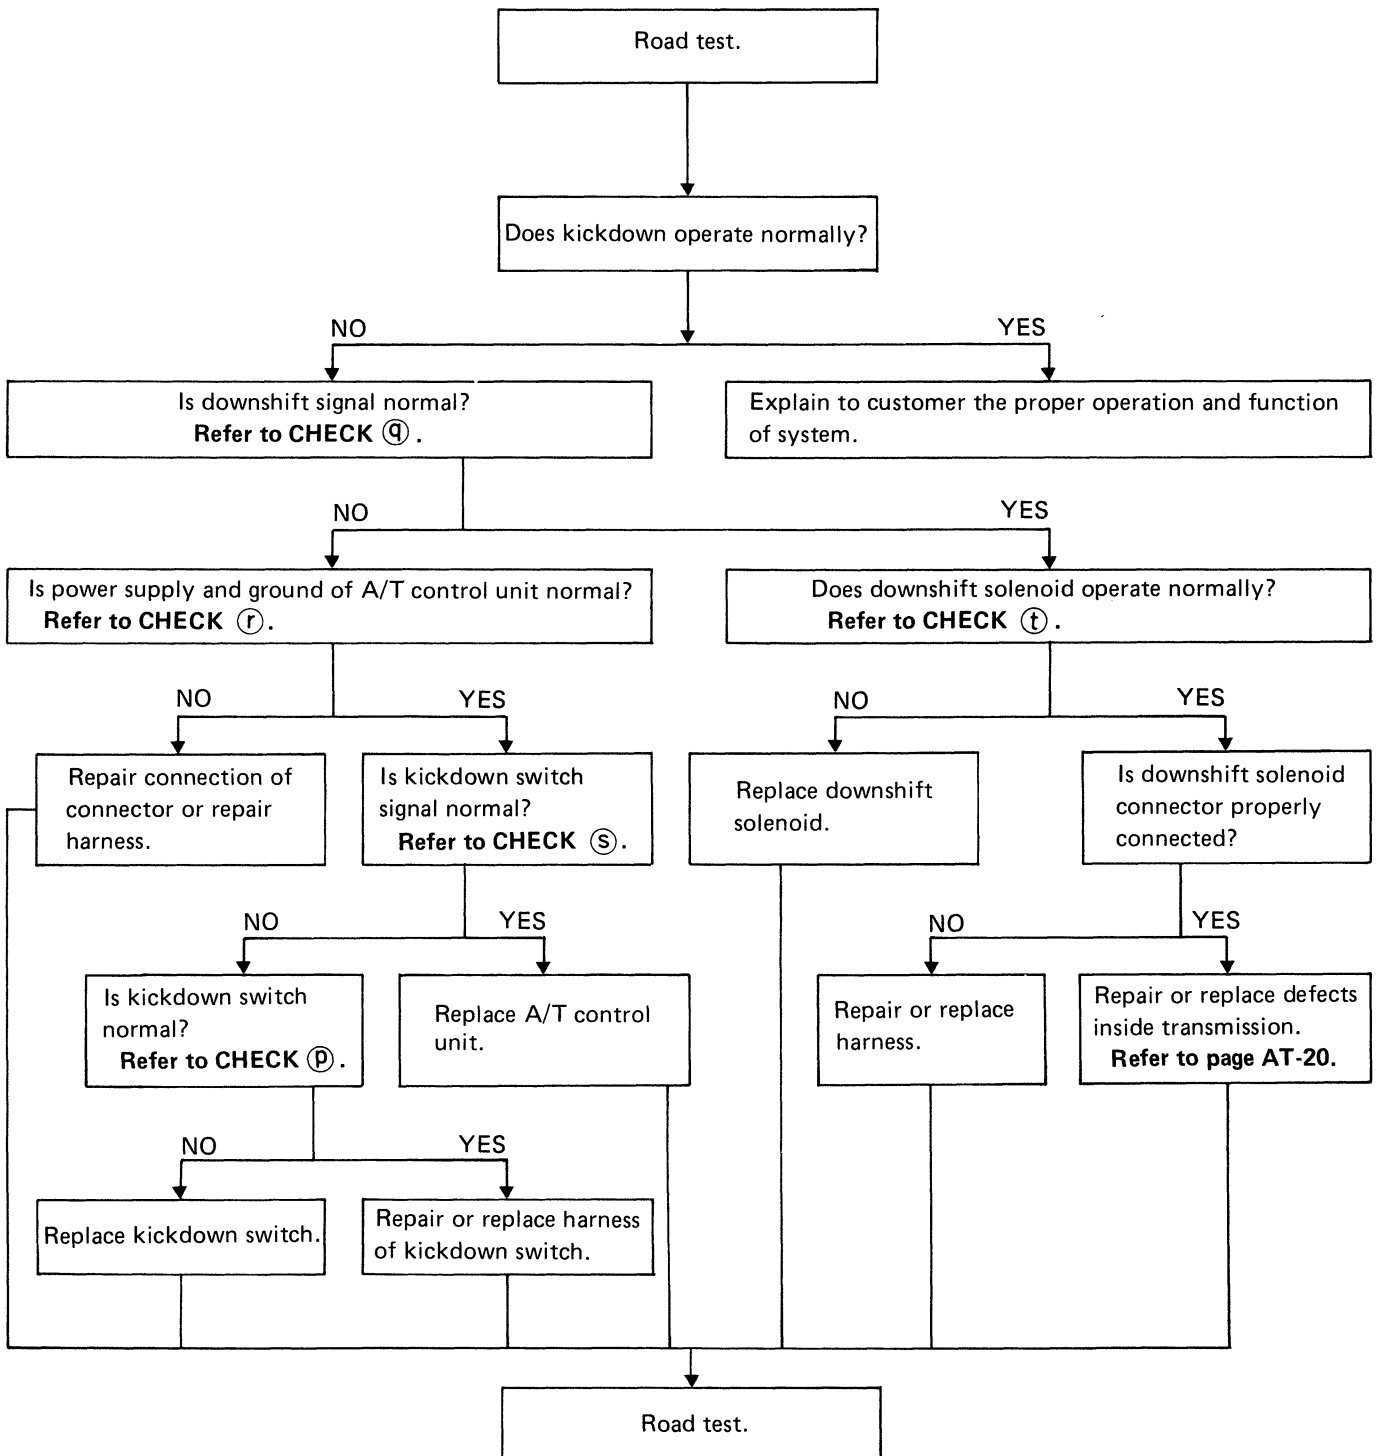 Road test.
Does kickdown operate normally?
NO
YES
Is downshift signal normal?
Refer to CHECK ⓠ.
Explain to customer the proper operation and function
of system.
NO
YES
Is power supply and ground of A/T control unit normal?
Refer to CHECK ⓡ.
Does downshift solenoid operate normally?
Refer to CHECK ⓣ.
NO
YES
NO
YES
Repair connection of
connector or repair
harness.
Is kickdown switch
signal normal?
Refer to CHECK ⓢ.
Replace downshift
solenoid.
Is downshift solenoid
connector properly
connected?
NO
YES
NO
YES
Is kickdown switch
normal?
Refer to CHECK ⓟ.
Replace A/T control
unit.
Repair or replace
harness.
Repair or replace defects
inside transmission.
Refer to page AT-20.
NO
YES
Replace kickdown switch.
Repair or replace harness
of kickdown switch.
Road test.